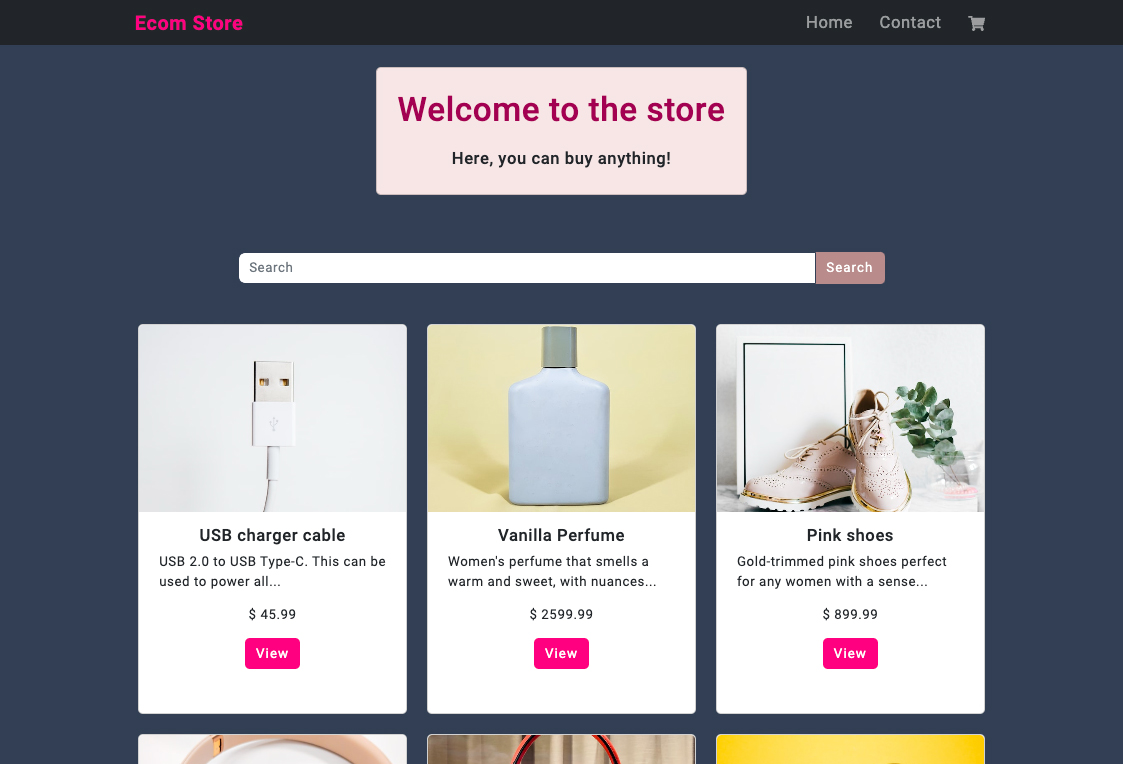 Ecom Store
Home
Contact
Welcome to the store
Here, you can buy anything!
Search
Search
USB charger cable
USB 2.0 to USB Type-C. This can be
used to power all...
$ 45.99
View
Vanilla Perfume
Women's perfume that smells a
warm and sweet, with nuances...
$ 2599.99
View
Pink shoes
Gold-trimmed pink shoes perfect
for any women with a sense...
$ 899.99
View